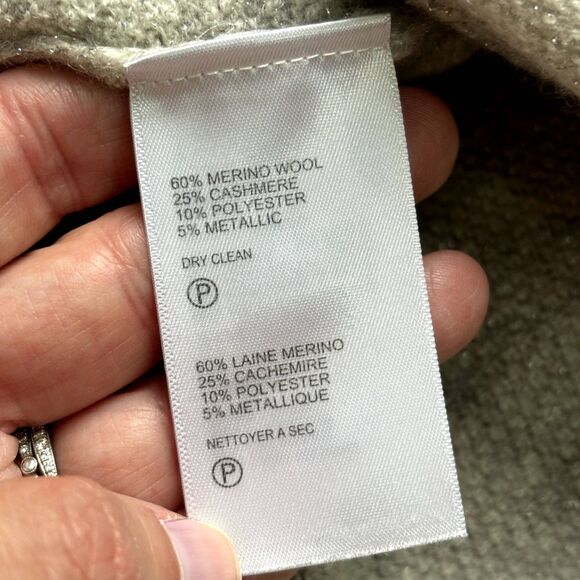 60% MERINO WOOL
25% CASHMERE
10% POLYESTER
5% METALLIC
DRY CLEAN
P
60% LAINE MERINO
25% CACHEMIRE
10% POLYESTER
5% METALLIQUE
NETTOYER A SEC
P